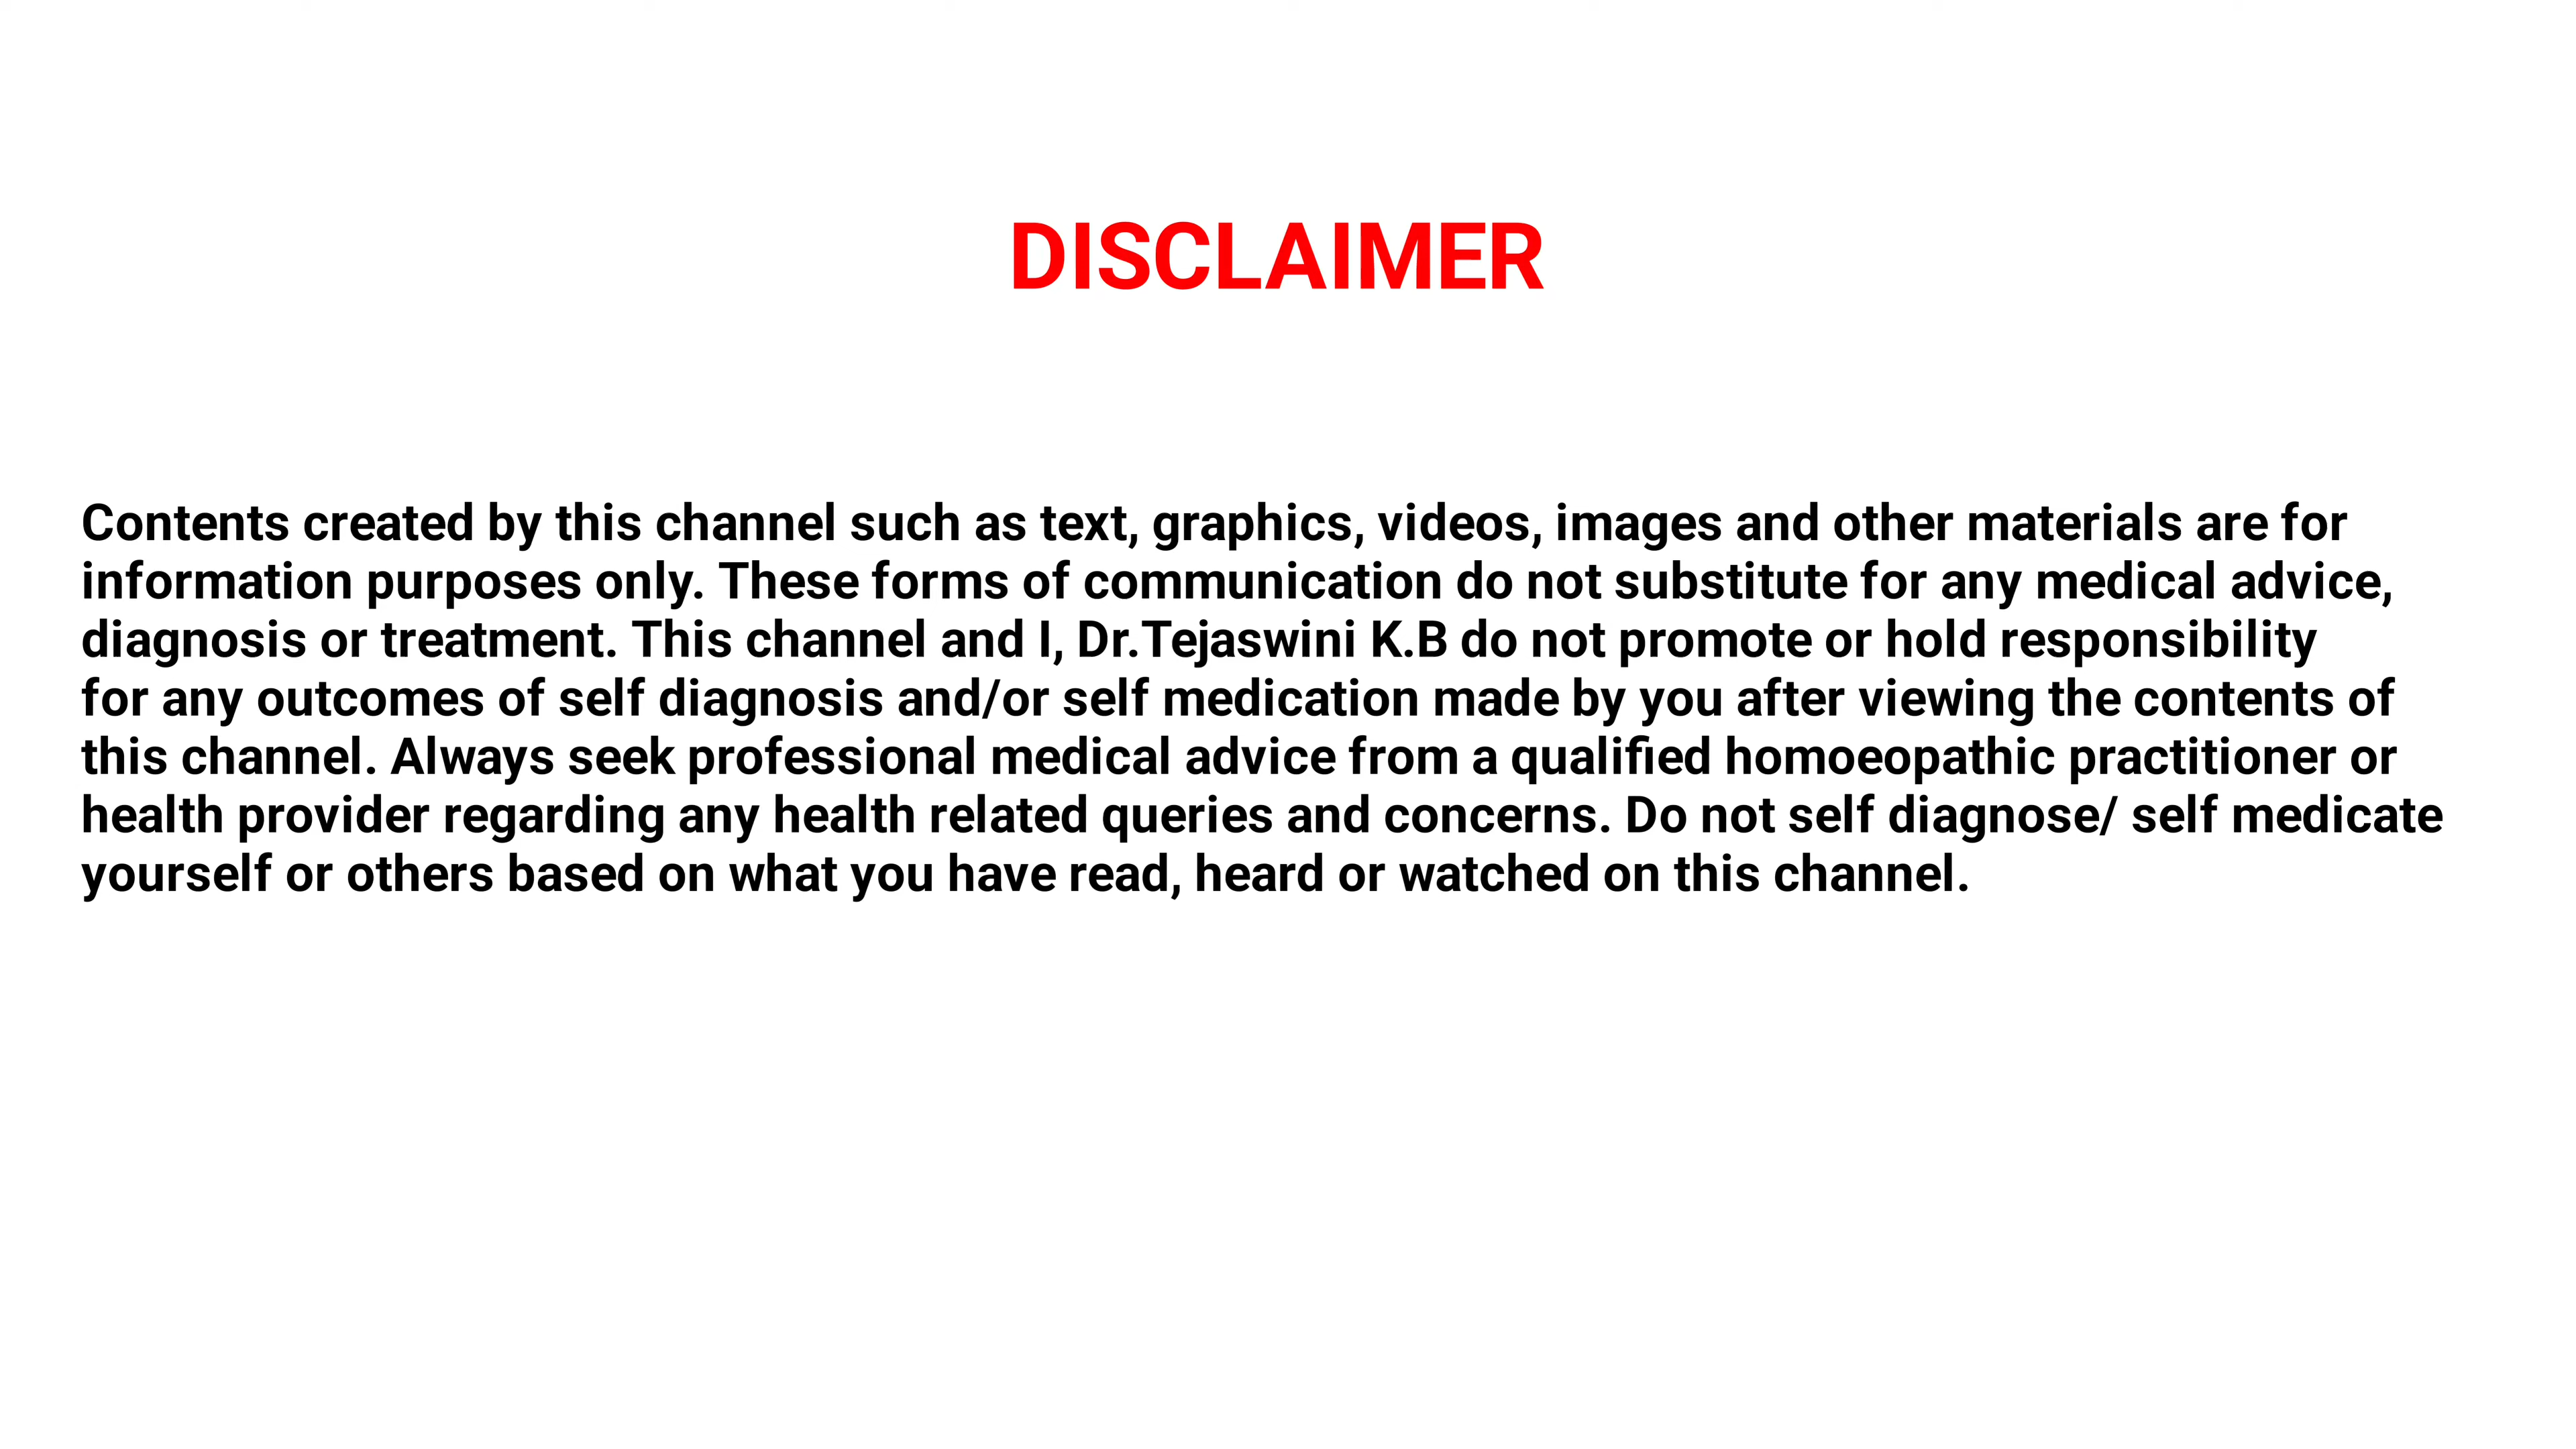 DISCLAIMER
Contents created by this channel such as text, graphics, videos, images and other materials are for
information purposes only. These forms of communication do not substitute for any medical advice,
diagnosis or treatment. This channel and I, Dr.Tejaswini K.B do not promote or hold responsibility
for any outcomes of self diagnosis and/or self medication made by you after viewing the contents of
this channel. Always seek professional medical advice from a qualified homoeopathic practitioner or
health provider regarding any health related queries and concerns. Do not self diagnose/ self medicate
yourself or others based on what you have read, heard or watched on this channel.